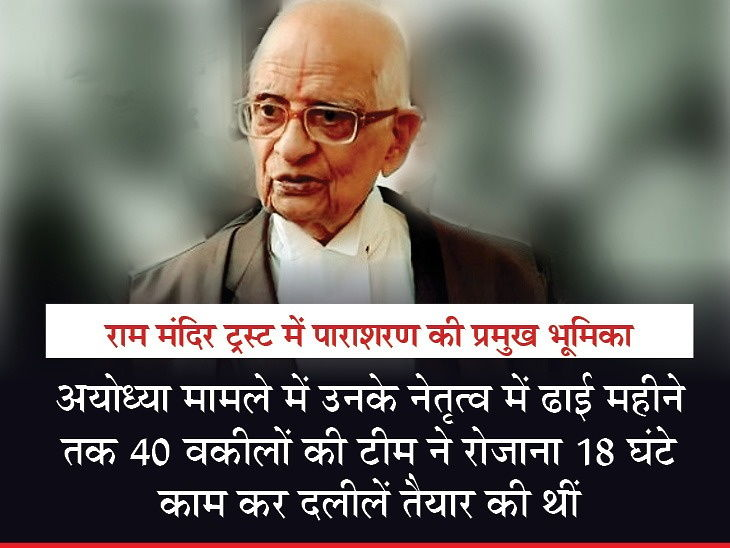 राम मंदिर ट्रस्ट में पाराशरण की प्रमुख भूमिका
अयोध्या मामले में उनके नेतृत्व में ढाई महीने
तक 40 वकीलों की टीम ने रोजाना 18 घंटे
काम कर दलीलें तैयार की थीं